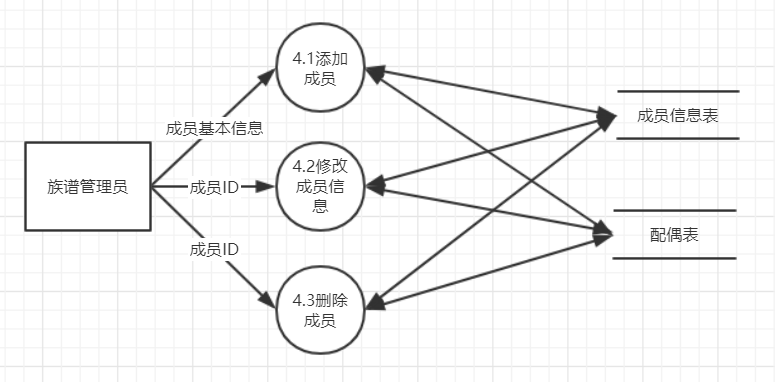 4.1添加
成员
成员基本信息
成员信息表
族谱管理员
成员ID
4.2修改
成员信
息
成员ID
配偶表
4.3删除
成员